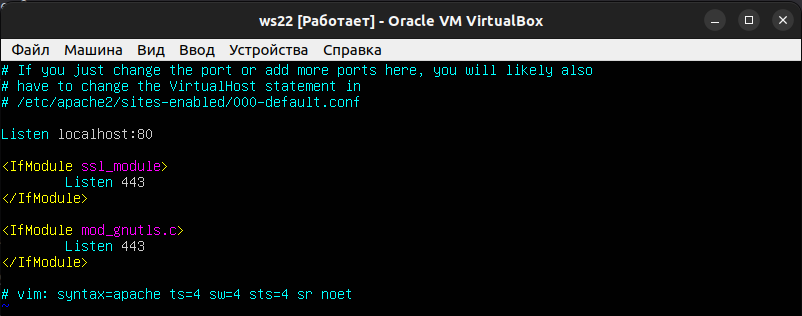 ws22 [Работает] - Oracle VM VirtualBox
Файл Машина Вид Ввод Устройства Справка
# If you just change the port or add more ports here, you will likely also
# have to change the VirtualHost statement in
# /etc/apache2/sites-enabled/000-default.conf
Listen localhost:80
<IfModule ssl_module>
Listen 443
</IfModule>
<IfModule mod_gnutls.c>
Listen 443
</IfModule>
# vim: syntax=apache ts=4 sw=4 sts=4 sr noet
~